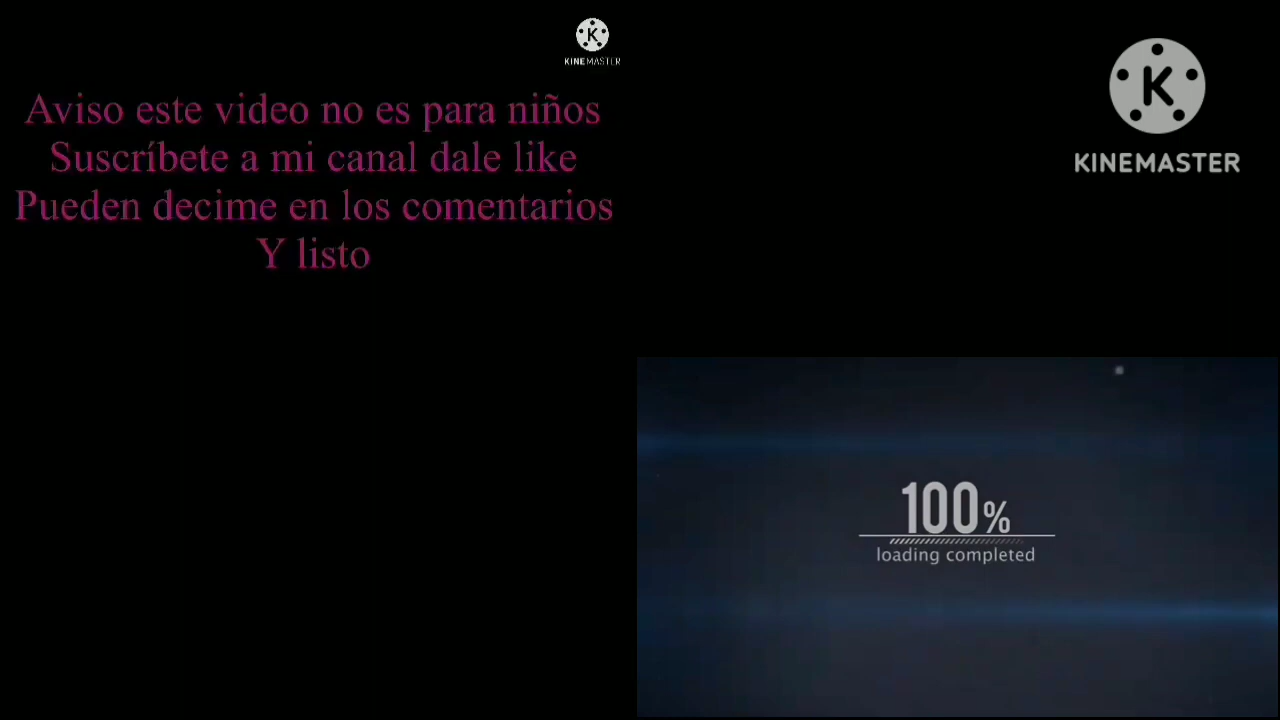 KINEMASTER
Aviso este video no es para niños
Suscríbete a mi canal dale like
Pueden decime en los comentarios
Y listo
K
KINEMASTER
100%
loading completed